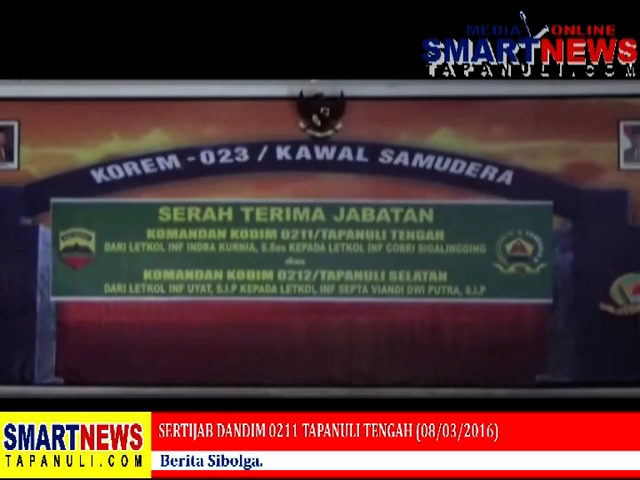 MEDIA ONLINE
SMARTNEWS
TAPANULI.COM
KOREM - 023 / KAWAL SAMUDERA
SERAH TERIMA JABATAN
KOMANDAN KODIM 0211/TAPANULI TENGAH
DARI LETKOL INF INDRA KURNIA, S.Sos KEPADA LETKOL INF CORRI SIGALINGGING
dan
KOMANDAN KODIM 0212/TAPANULI SELATAN
DARI LETKOL INF UYAT, S.I.P KEPADA LETKOL INF SEPTA VIANDI DWI PUTRA, S.I.P
SMARTNEWS
TAPANULI.COM
SERTIJAB DANDIM 0211 TAPANULI TENGAH (08/03/2016)
Berita Sibolga.